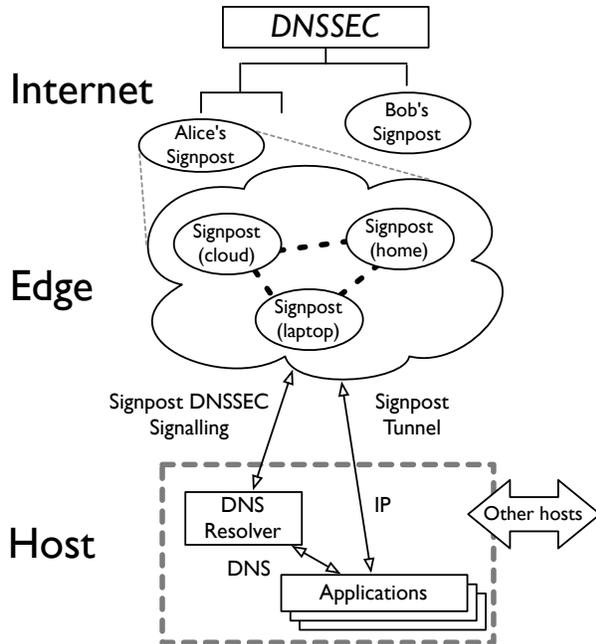 DNSSEC
Internet
Alice's
Signpost
Bob's
Signpost
Edge
Signpost
(cloud)
Signpost
(home)
Signpost
(laptop)
Signpost DNSSEC
Signalling
Signpost
Tunnel
Host
DNS
Resolver
IP
Other hosts
DNS
Applications